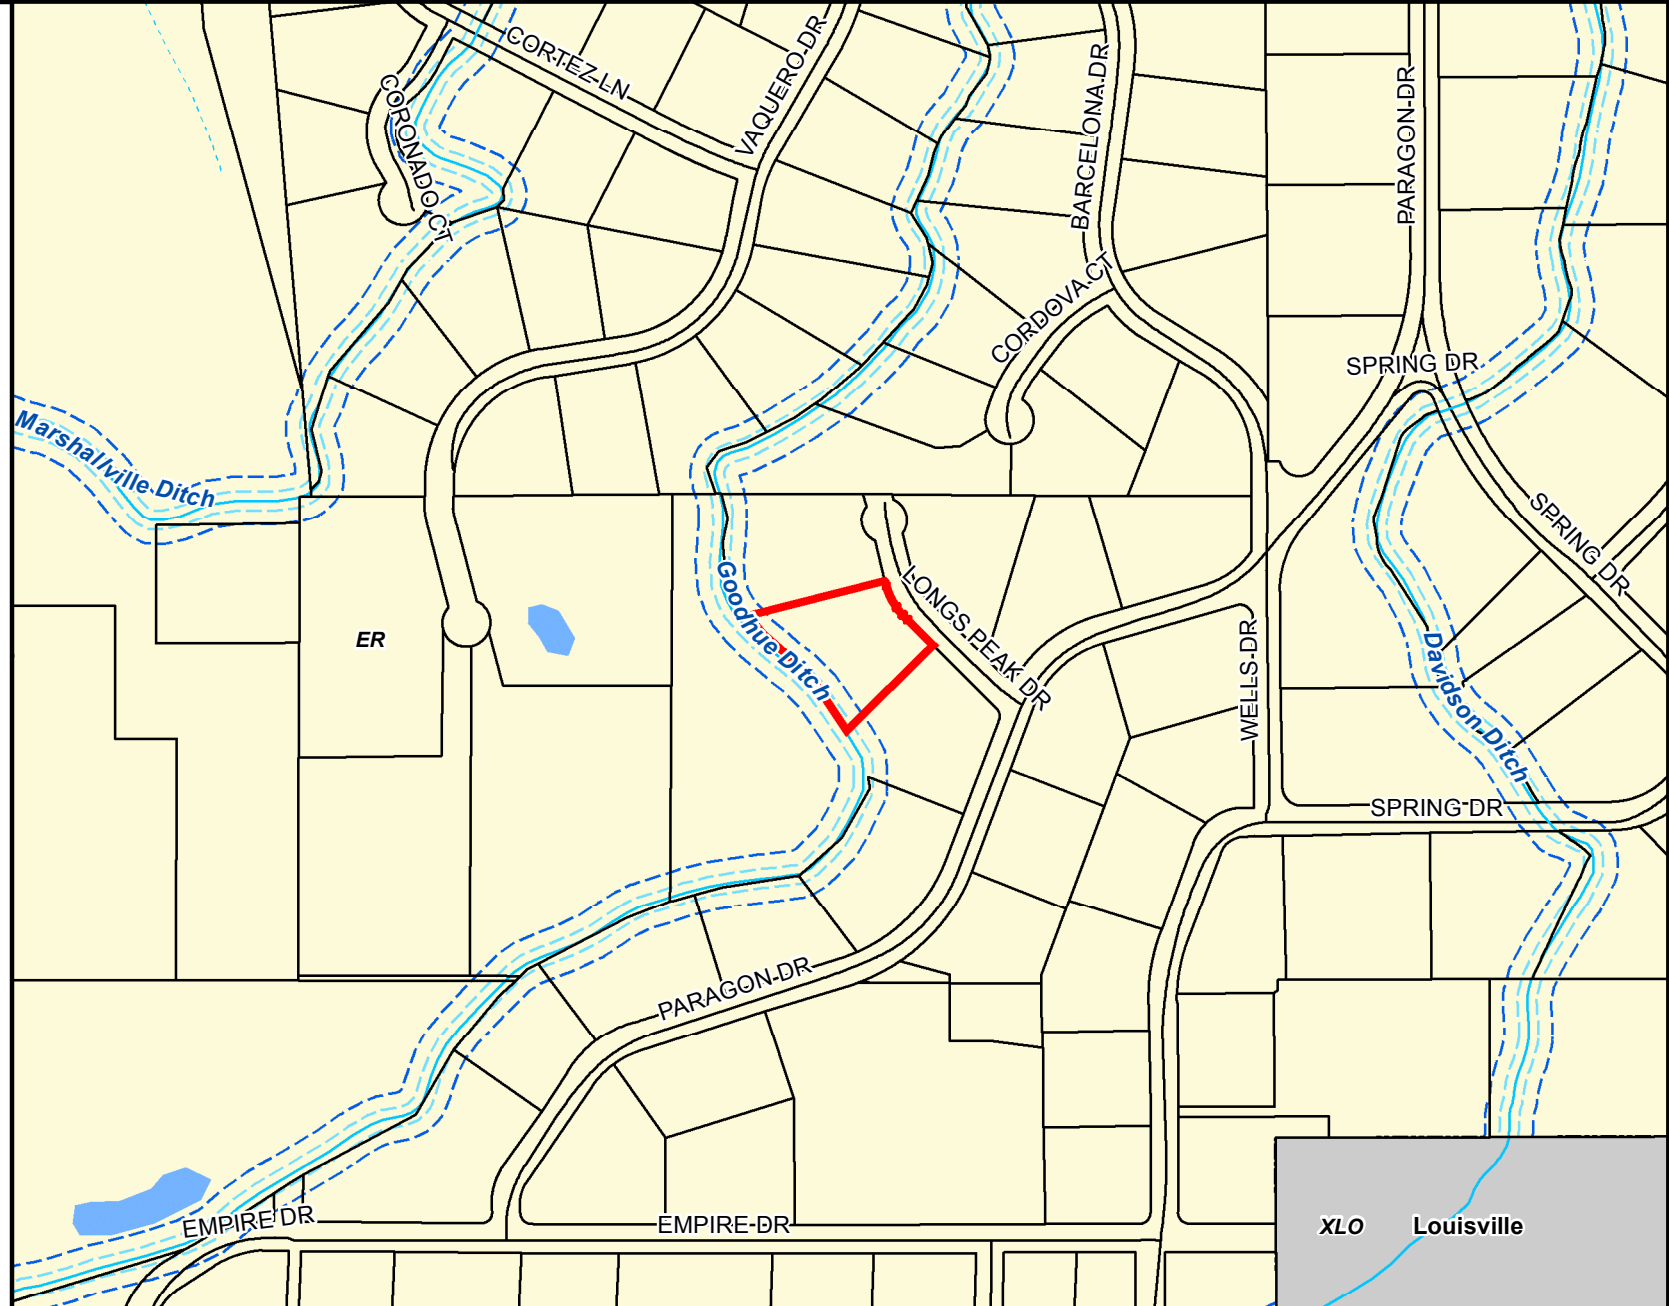 CORTEZ LN
VAQUERO DR
BARCELONA DR
PARAGON DR
CORONADO CT
CORDOVA CT
SPRING DR
Marshallville Ditch
SPRING DR
Goodhue Ditch
LONGS PEAK DR
ER
WELLS DR
Davidson Ditch
SPRING DR
PARAGON DR
EMPIRE DR
EMPIRE DR
XLO
Louisville